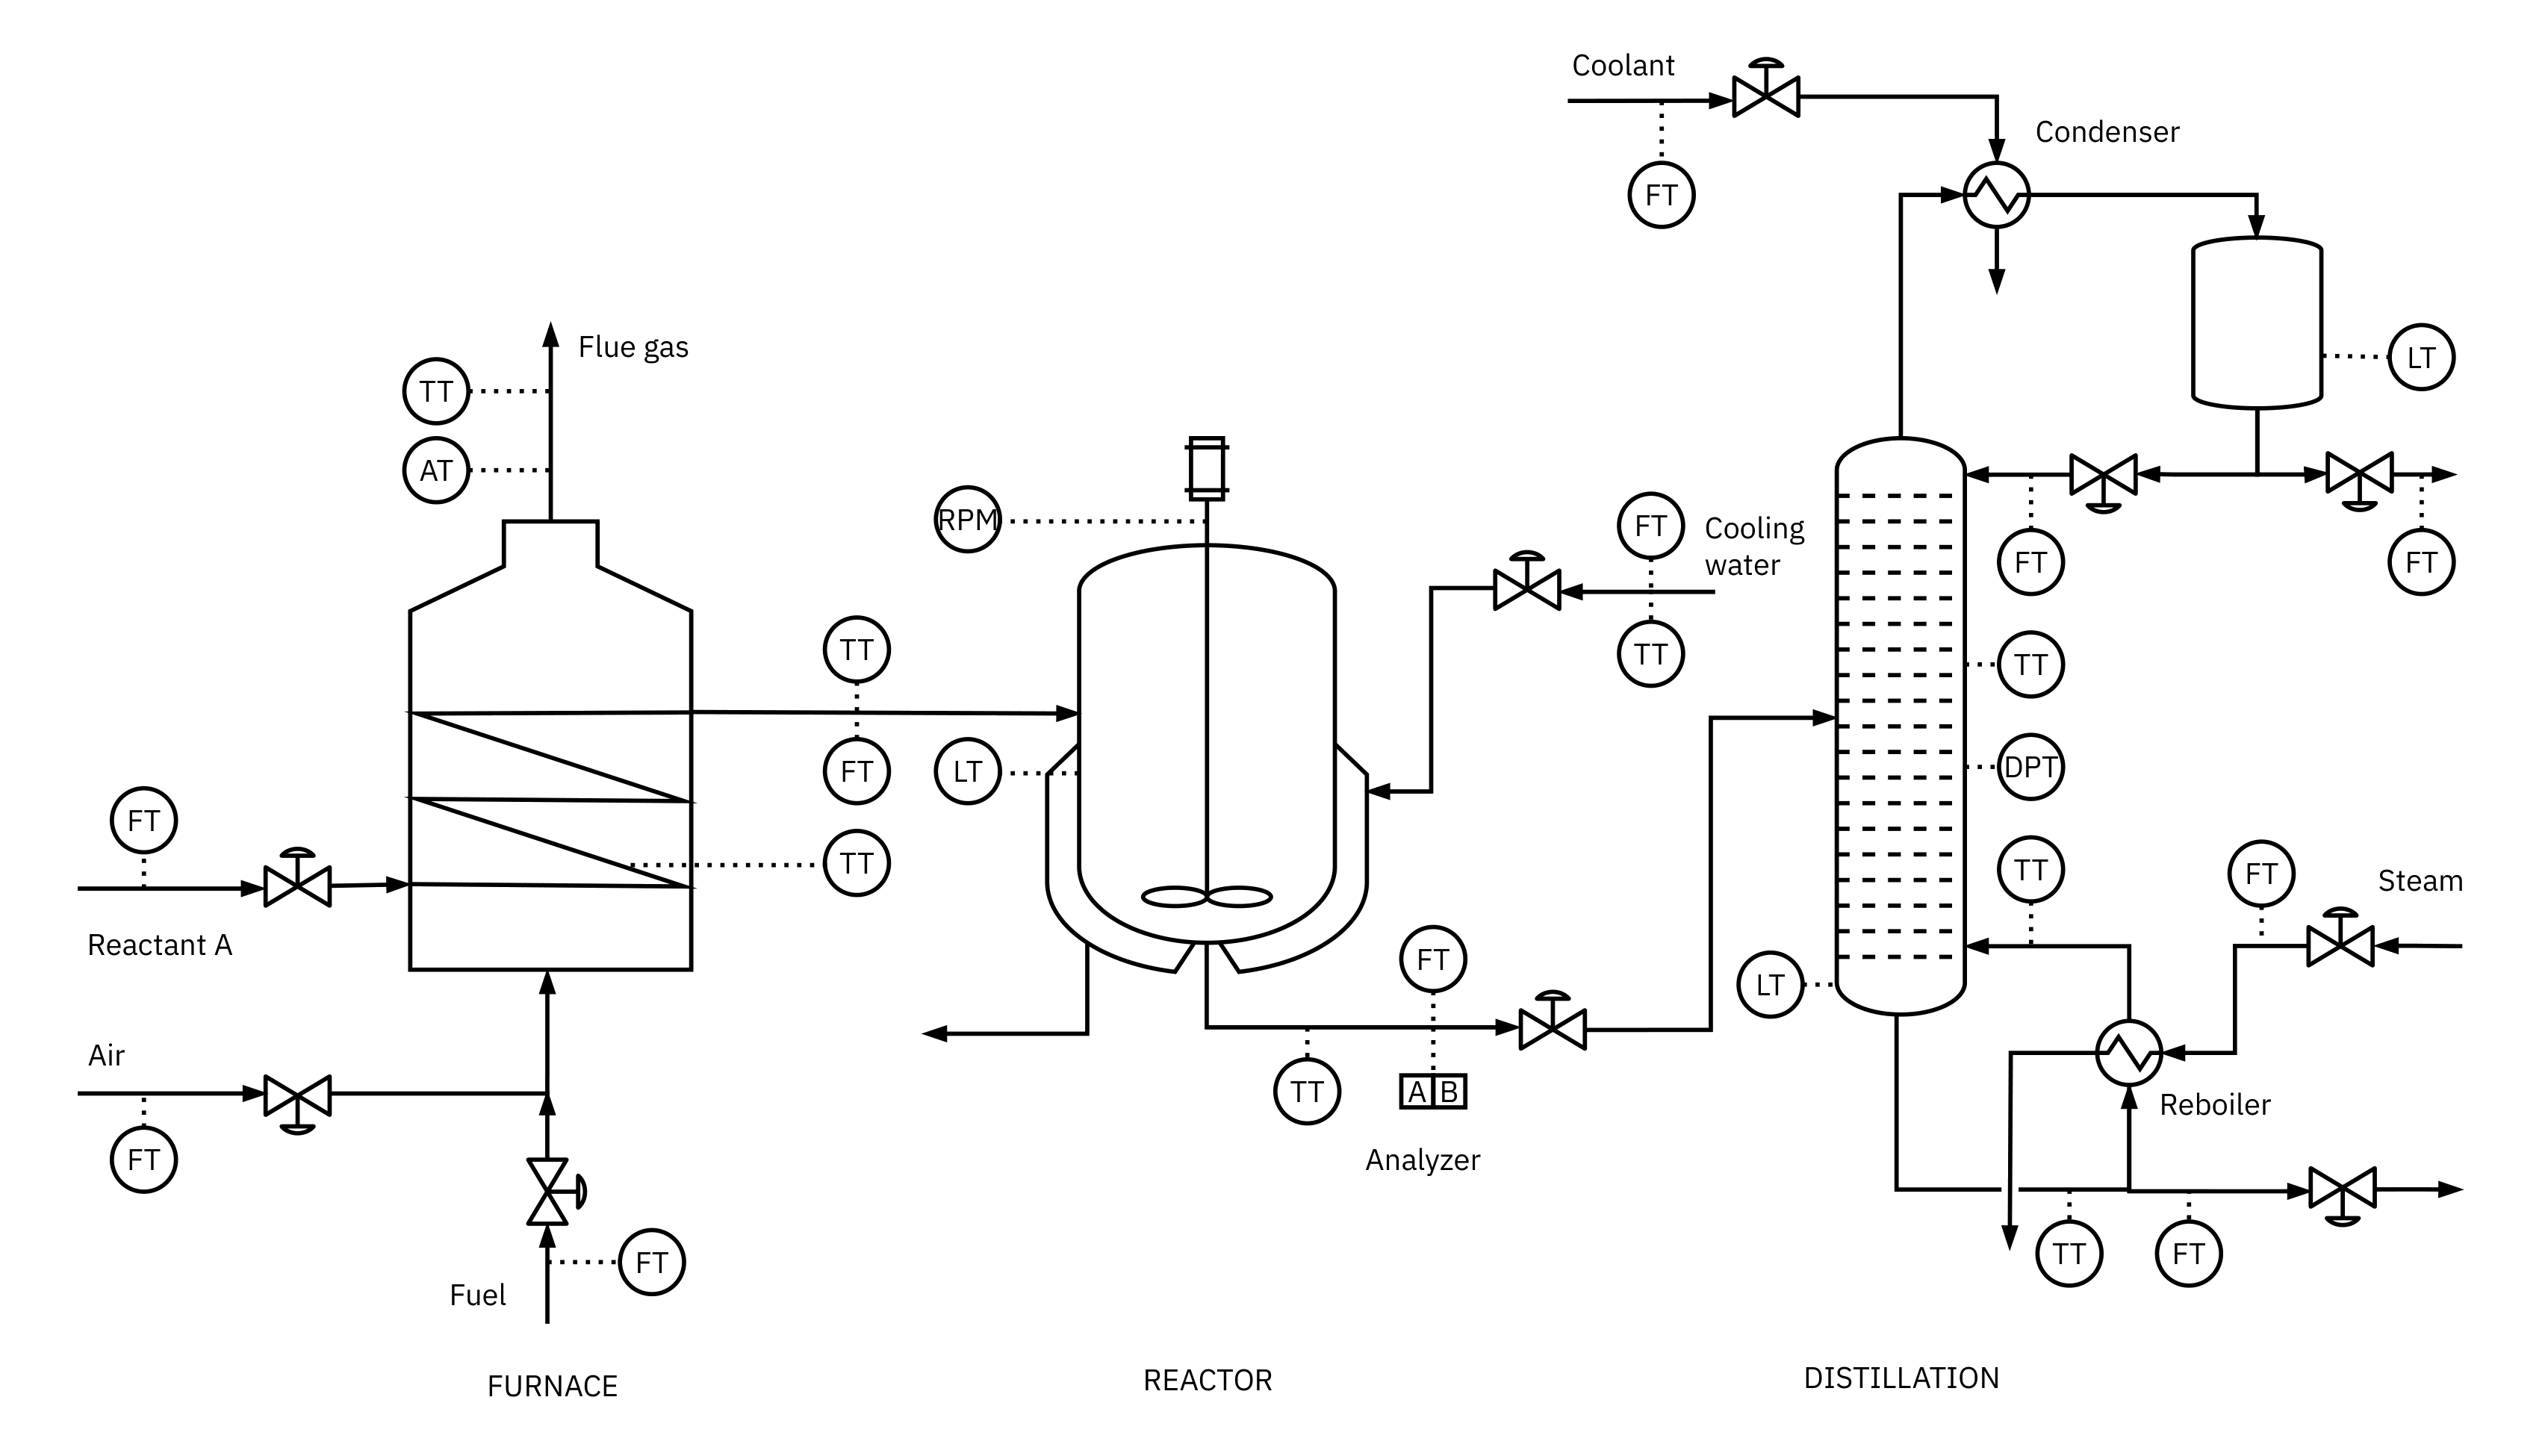 Coolant
Condenser
FT
Flue gas
TT
LT
AT
RPM
FT
Cooling
water
FT
FT
TT
TT
TT
FT
LT
DPT
FT
TT
TT
FT
Steam
Reactant A
FT
LT
Air
TT
A B
Reboiler
FT
Analyzer
TT
FT
FT
Fuel
FURNACE
REACTOR
DISTILLATION